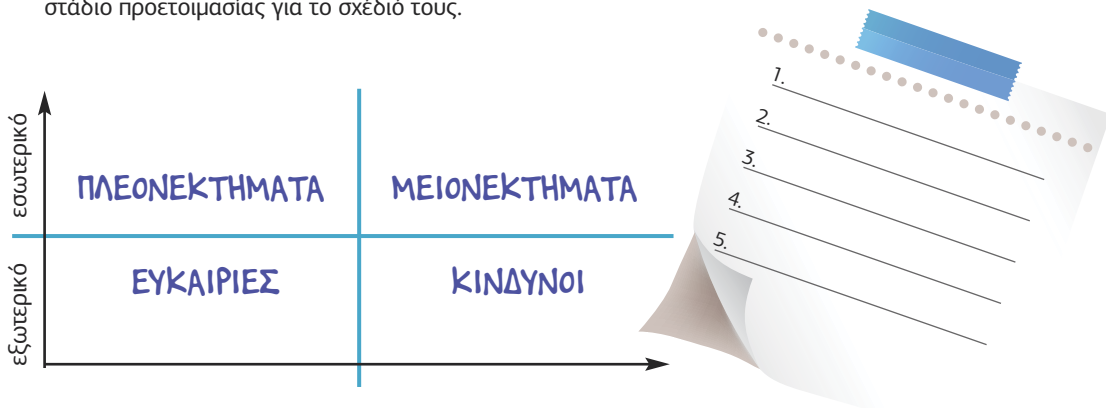 στάδιο προετοιμασίας για το σχέδιό τους.
εσωτερικό
ΠΛΕΟΝΕΚΤΗΜΑΤΑ
ΜΕΙΟΝΕΚΤΗΜΑΤΑ
εξωτερικό
ΕΥΚΑΙΡΙΕΣ
ΚΙΝΔΥΝΟΙ
1.
2.
3.
4.
5.